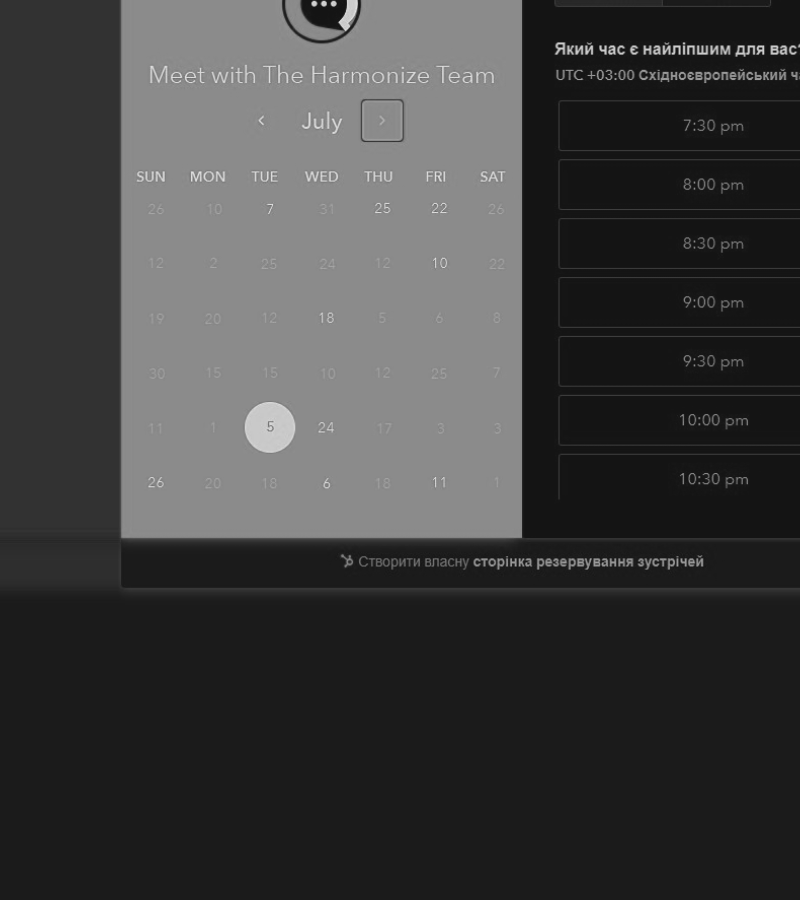 Meet with The Harmonize Team
July
SUN MON TUE WED THU FRI SAT
26 10 7 31 25 22 26
12 2 25 24 12 10 22
19 20 12 18 5 6 8
30 15 15 10 12 25 7
11 1 5 24 17 3 3
26 20 18 6 18 11 1
Який час є найліпшим для вас
UTC +03:00 Східноєвропейський
7:30 pm
8:00 pm
8:30 pm
9:00 pm
9:30 pm
10:00 pm
10:30 pm
Створити власну сторінка резервування зустрічей